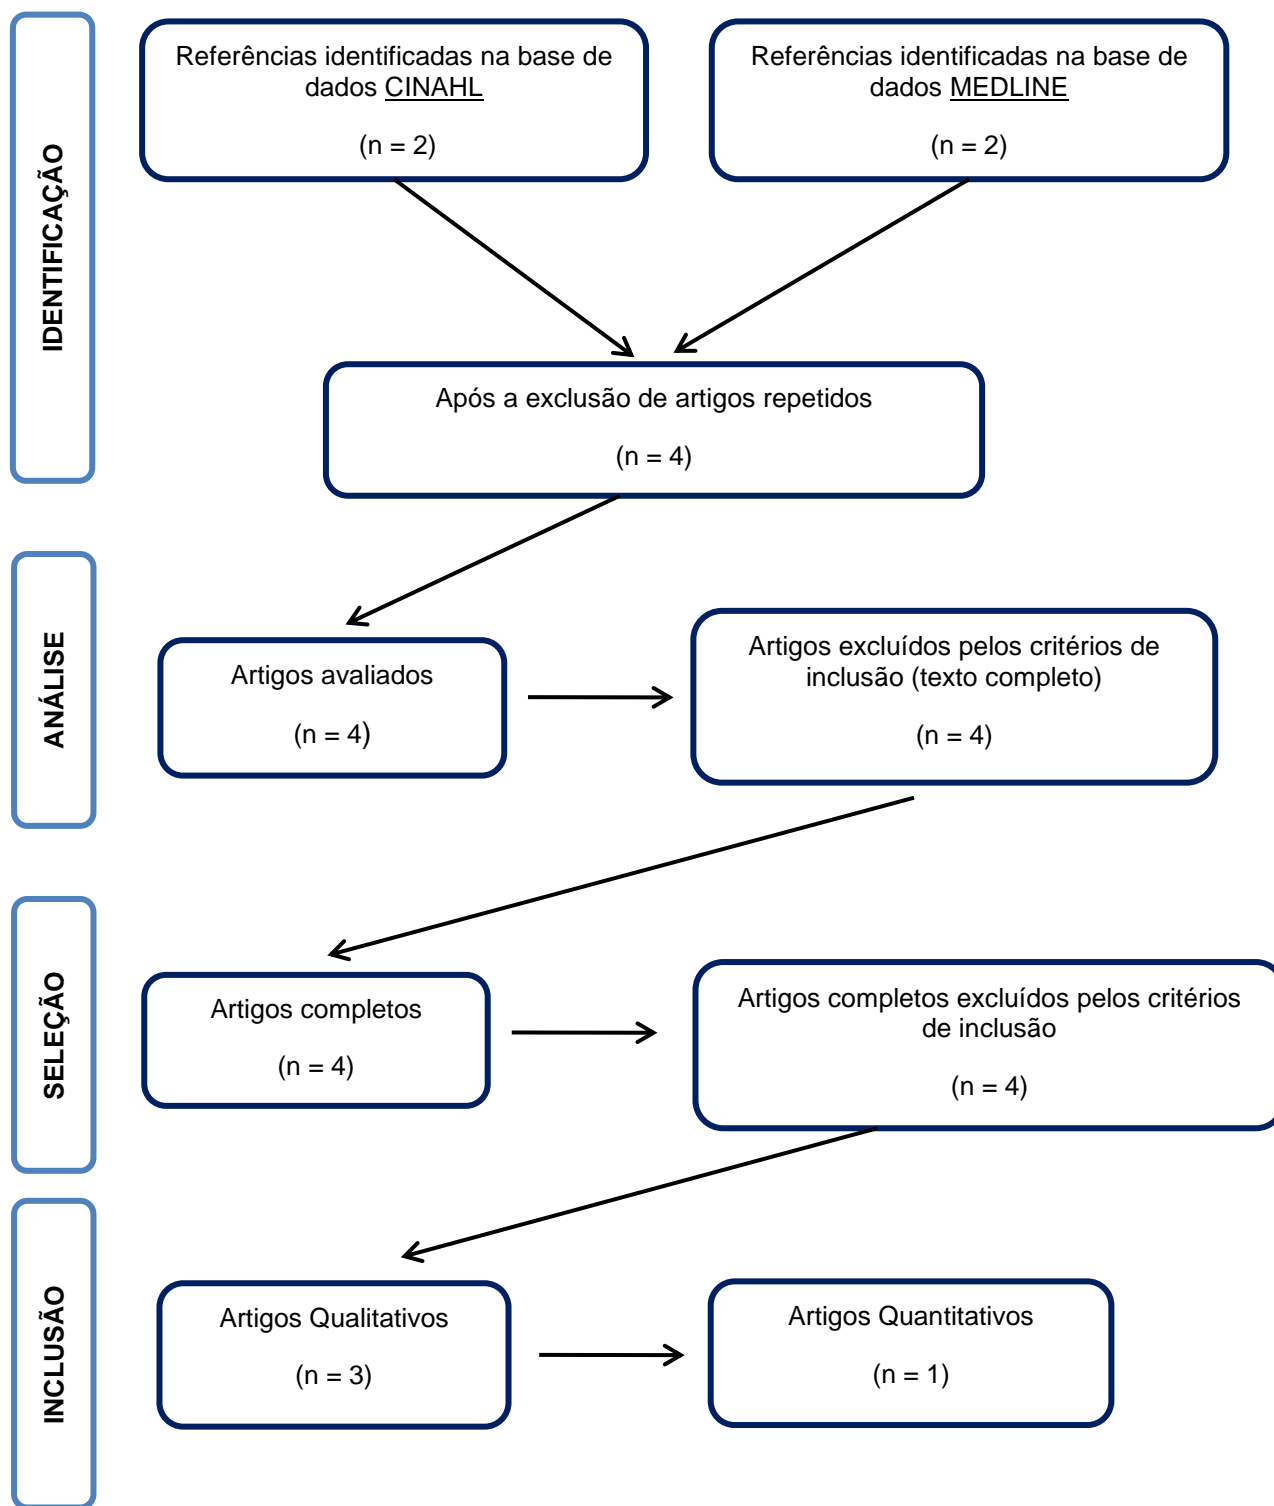 IDENTIFICAÇÃO
Referências identificadas na base de
dados CINAHL
(n = 2)
Referências identificadas na base de
dados MEDLINE
(n = 2)
Após a exclusão de artigos repetidos
(n = 4)
ANÁLISE
Artigos avaliados
(n = 4)
Artigos excluídos pelos critérios de
inclusão (texto completo)
(n = 4)
SELEÇÃO
Artigos completos
(n = 4)
Artigos completos excluídos pelos critérios
de inclusão
(n = 4)
INCLUSÃO
Artigos Qualitativos
(n = 3)
Artigos Quantitativos
(n = 1)